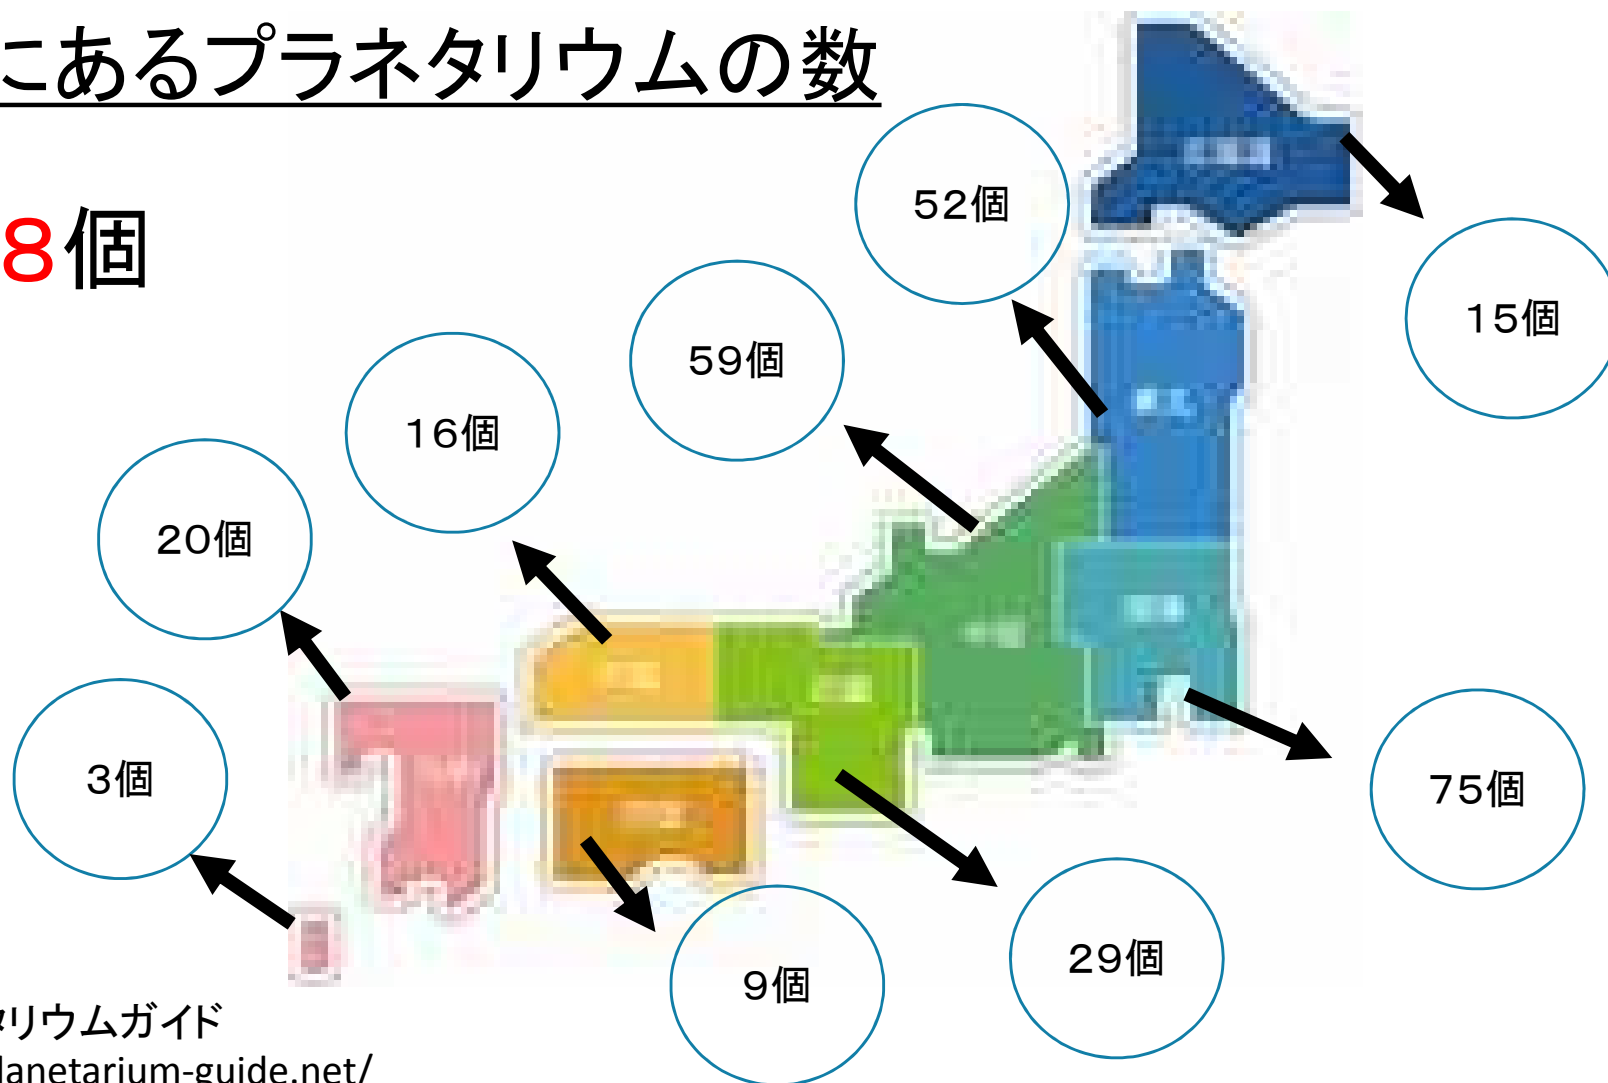 にあるプラネタリウムの数
8個
52個
15個
59個
16個
20個
3個
75個
29個
9個
タリウムガイド
lanetarium-guide.net/